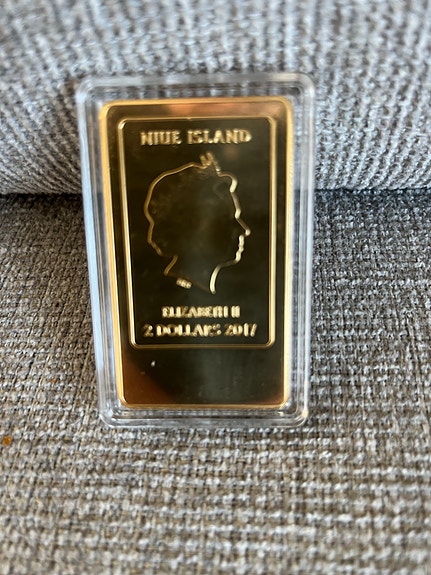 NIUE ISLAND
ELIZABETH II
2 DOLLARS 2017